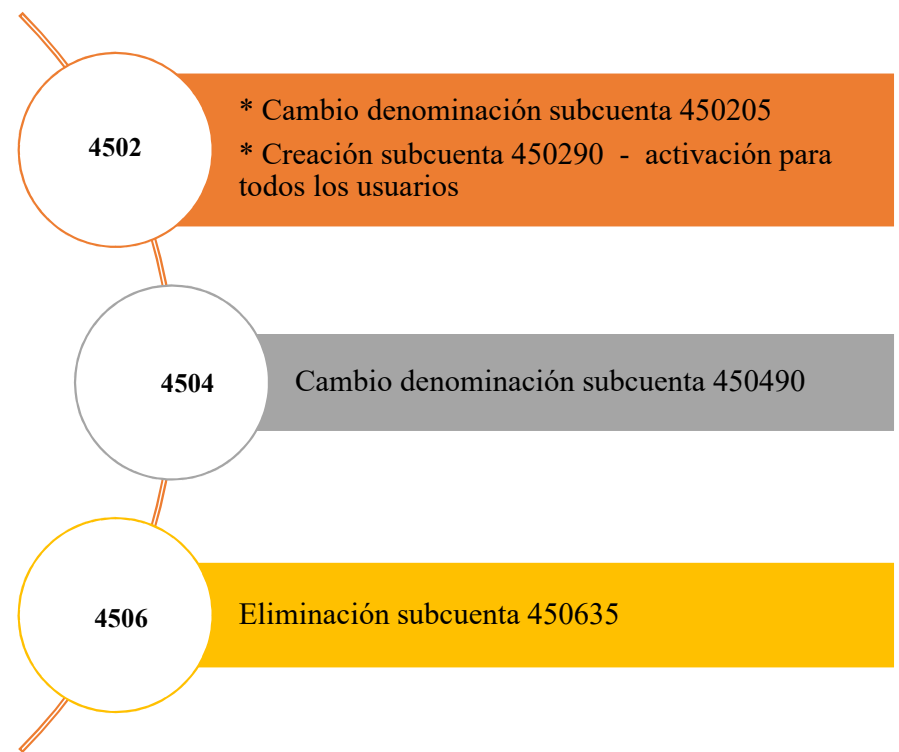 4502
* Cambio denominación subcuenta 450205
* Creación subcuenta 450290 - activación para
todos los usuarios
4504
Cambio denominación subcuenta 450490
4506
Eliminación subcuenta 450635